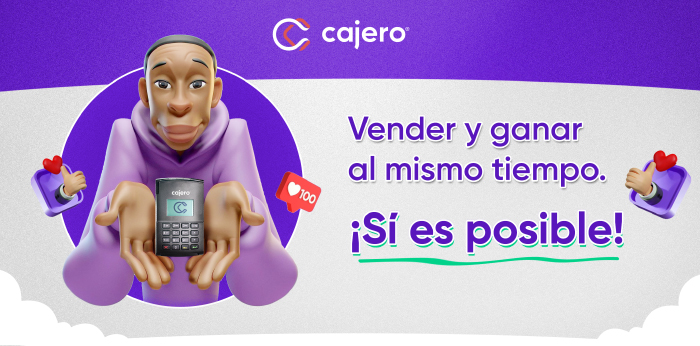 cajero
Vender y ganar
al mismo tiempo.
¡Sí es posible!
cajero
100